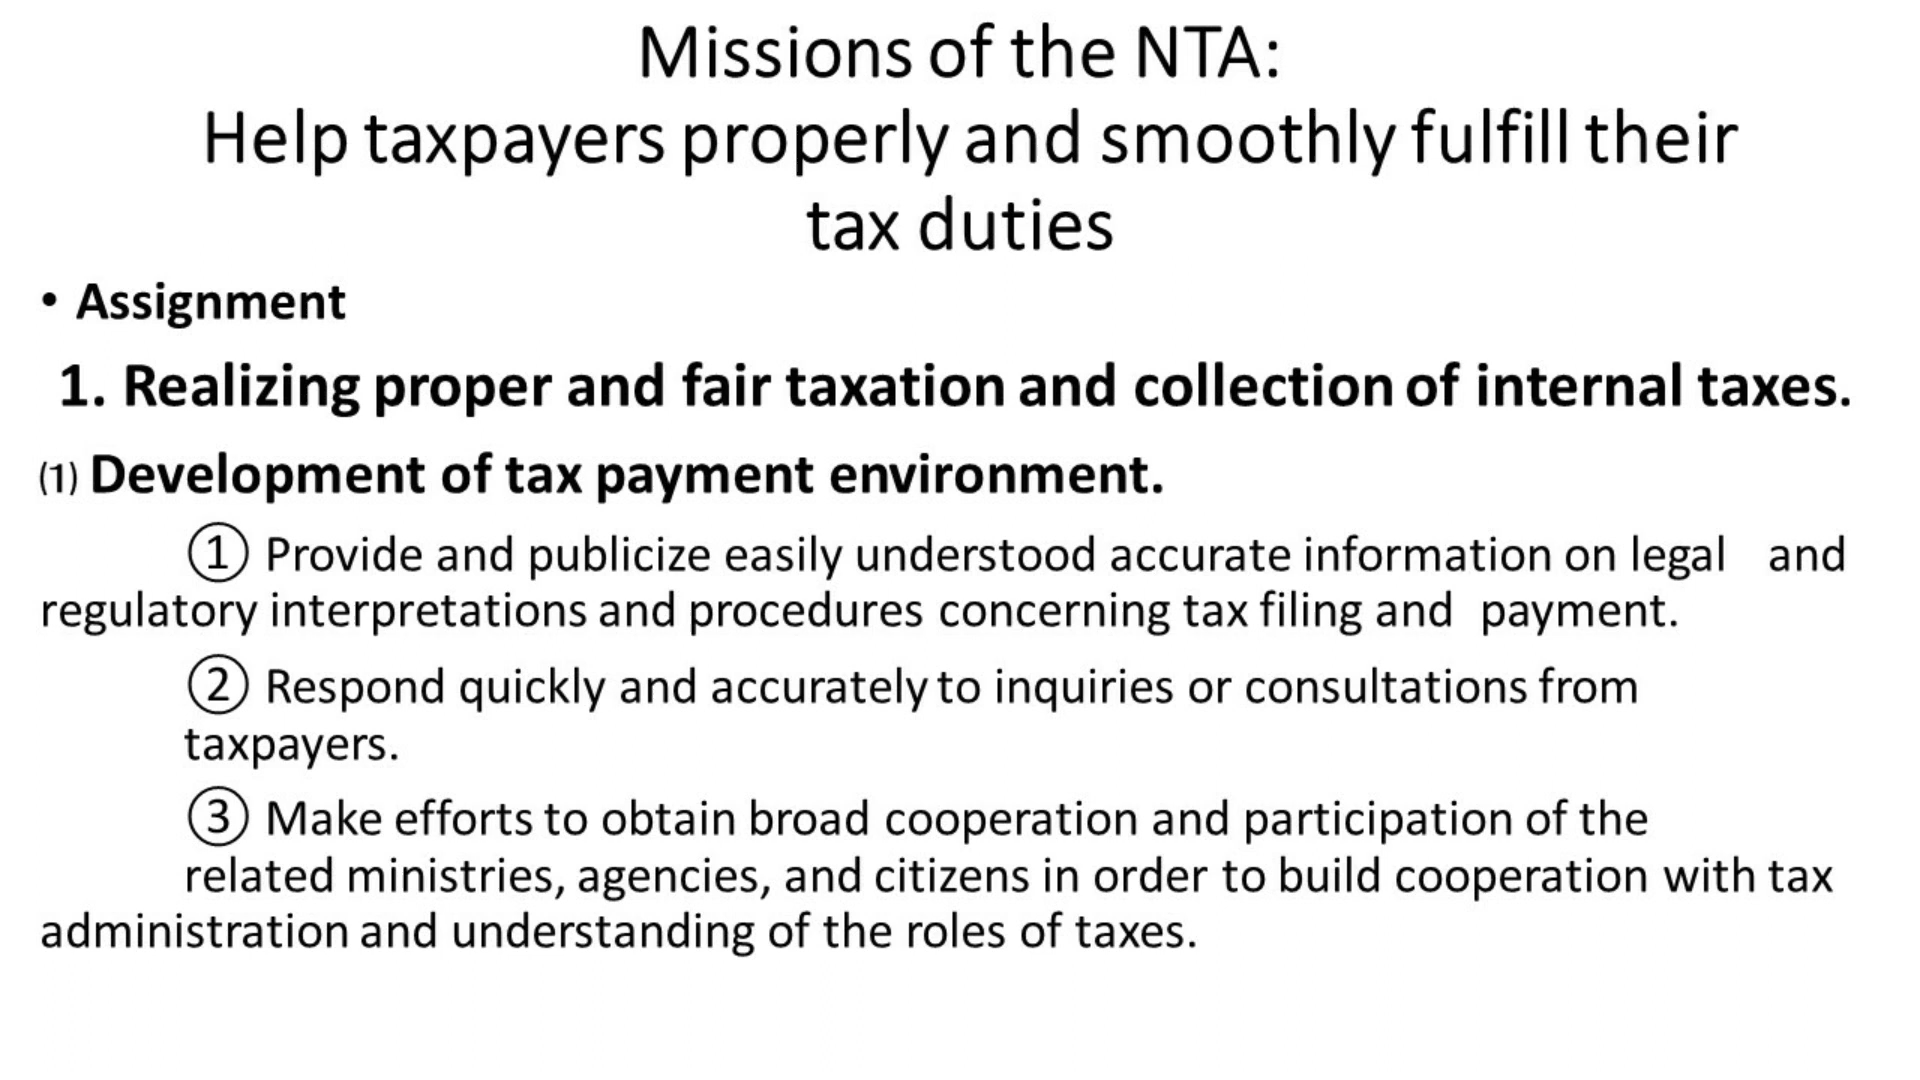 Missions of the NTA:
Help taxpayers properly and smoothly fulfill their
tax duties
• Assignment
1. Realizing proper and fair taxation and collection of internal taxes.
⑴ Development of tax payment environment.
① Provide and publicize easily understood accurate information on legal and
regulatory interpretations and procedures concerning tax filing and payment.
② Respond quickly and accurately to inquiries or consultations from
taxpayers.
③ Make efforts to obtain broad cooperation and participation of the
related ministries, agencies, and citizens in order to build cooperation with tax
administration and understanding of the roles of taxes.